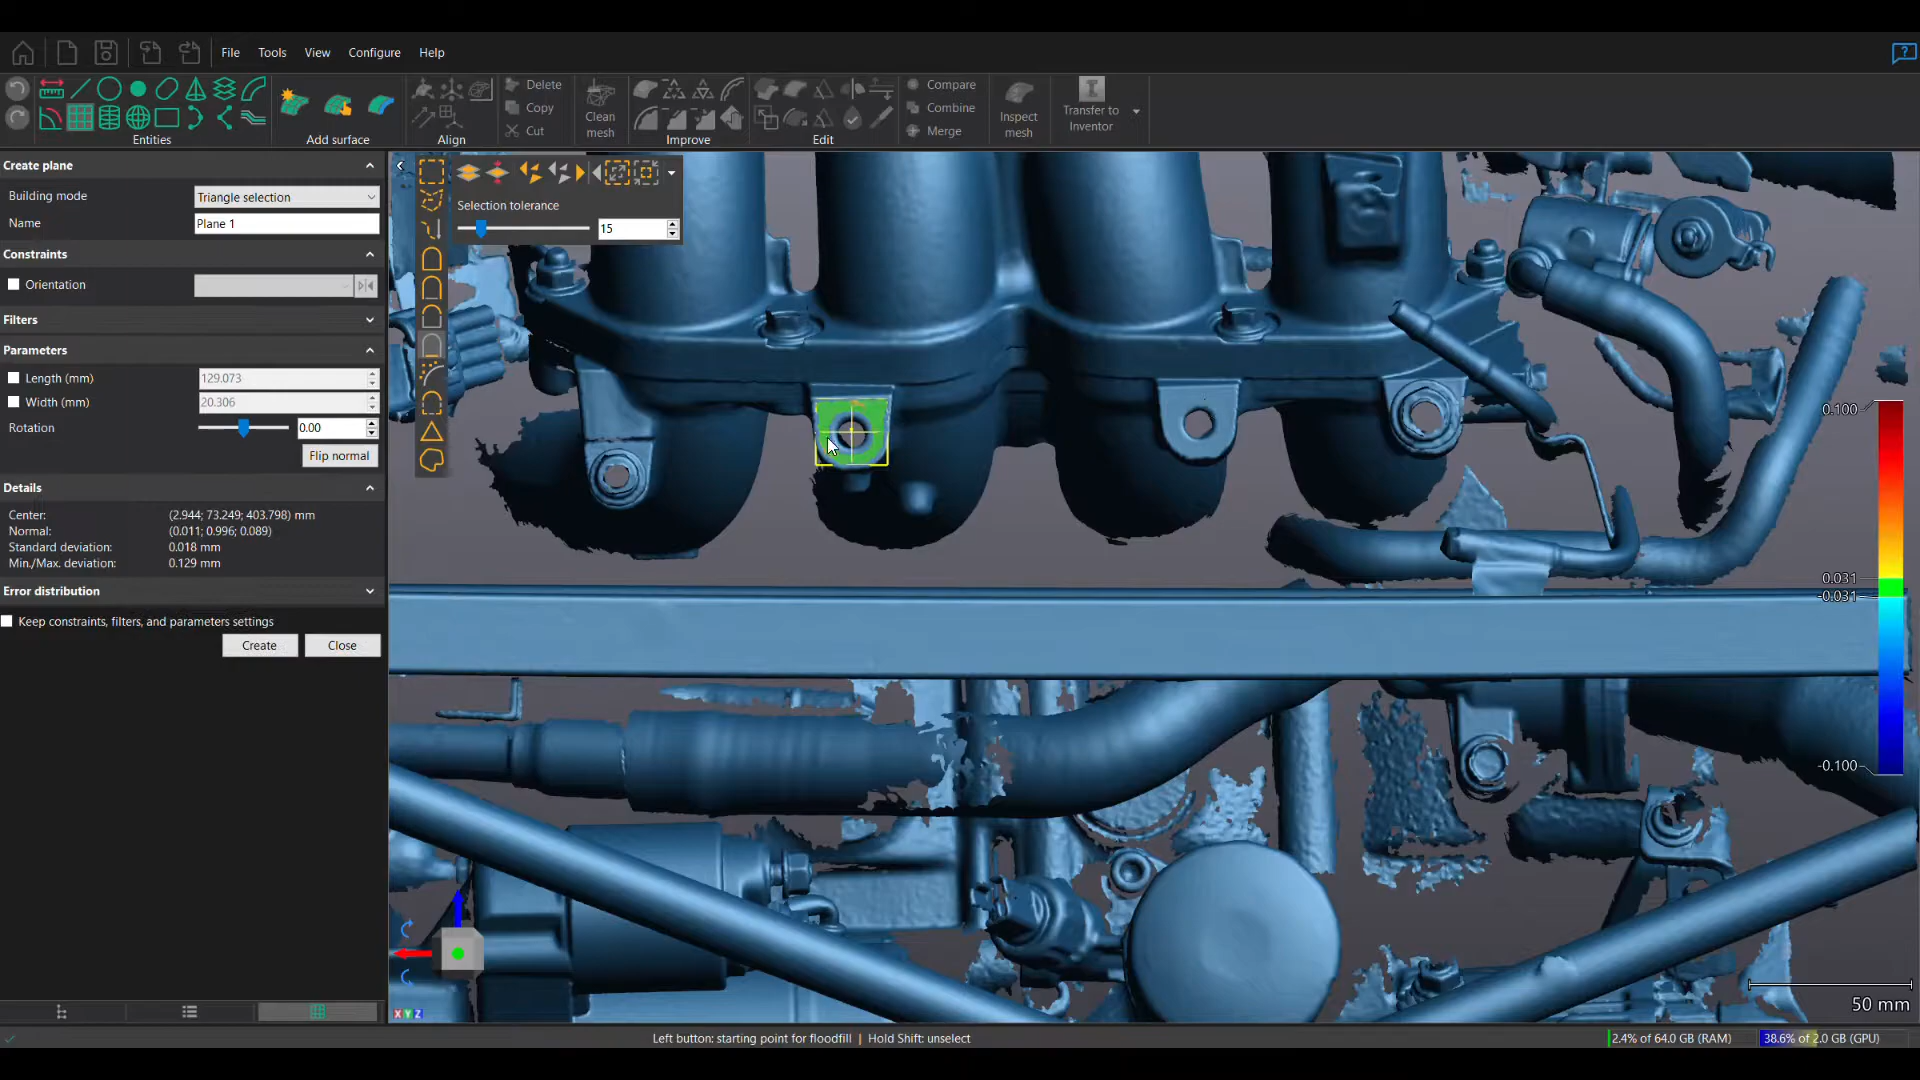 File Tools View Configure Help
Delete
Copy
Cut
Clean mesh
Compare
Combine
Merge
Inspect mesh
Transfer to Inventor
Entities
Add surface
Align
Improve
Edit
Create plane
Building mode Triangle selection
Name Plane 1
Constraints
Orientation
Filters
Parameters
Length (mm) 129.073
Width (mm) 20.306
Rotation 0.00
Flip normal
Details
Center: (2.944; 73.249; 403.798) mm
Normal: (0.011; 0.996; 0.089)
Standard deviation: 0.018 mm
Min./Max. deviation: 0.129 mm
Error distribution
Keep constraints, filters, and parameters settings
Create Close
Selection tolerance
15
0.100
0.031
-0.031
-0.100
50 mm
X Y Z
Left button: starting point for floodfill | Hold Shift: unselect
2.4% of 64.0 GB (RAM)
38.6% of 2.0 GB (GPU)